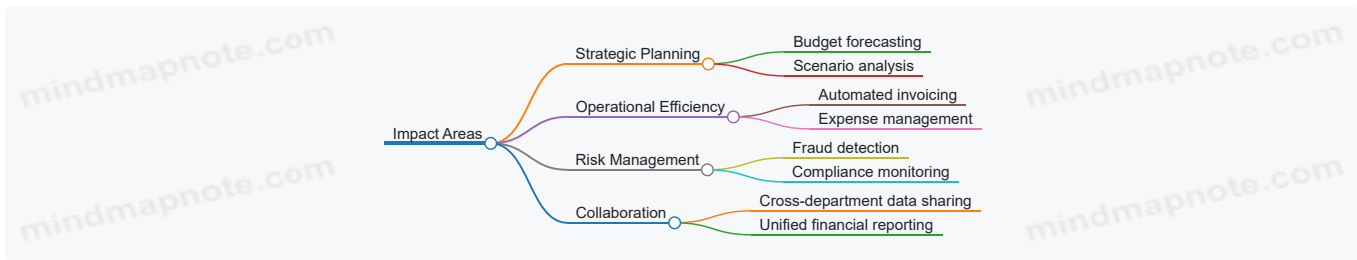 mindmapnote.com
mindmapnote.com
Impact Areas
Strategic Planning
Budget forecasting
Scenario analysis
Operational Efficiency
Automated invoicing
Expense management
Risk Management
Fraud detection
Compliance monitoring
Collaboration
Cross-department data sharing
Unified financial reporting
mindmapnote.com
mindmapnote.com